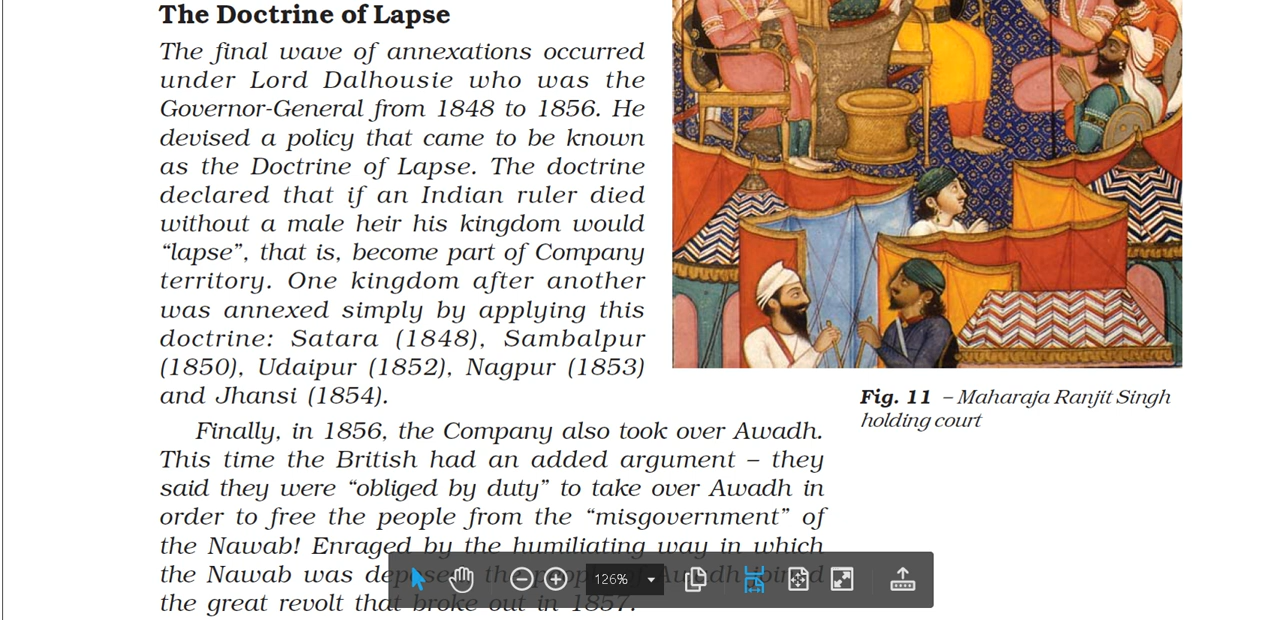 The Doctrine of Lapse
The final wave of annexations occurred
under Lord Dalhousie who was the
Governor-General from 1848 to 1856. He
devised a policy that came to be known
as the Doctrine of Lapse. The doctrine
declared that if an Indian ruler died
without a male heir his kingdom would
“lapse”, that is, become part of Company
territory. One kingdom after another
was annexed simply by applying this
doctrine: Satara (1848), Sambalpur
(1850), Udaipur (1852), Nagpur (1853)
and Jhansi (1854).
Finally, in 1856, the Company also took over Awadh.
This time the British had an added argument – they
said they were “obliged by duty” to take over Awadh in
order to free the people from the “misgovernment” of
the Nawab! Enraged by the humiliating way in which
the Nawab was deposed, the people of Awadh joined
the great revolt that broke out in 1857.
Fig. 11 – Maharaja Ranjit Singh
holding court
126%